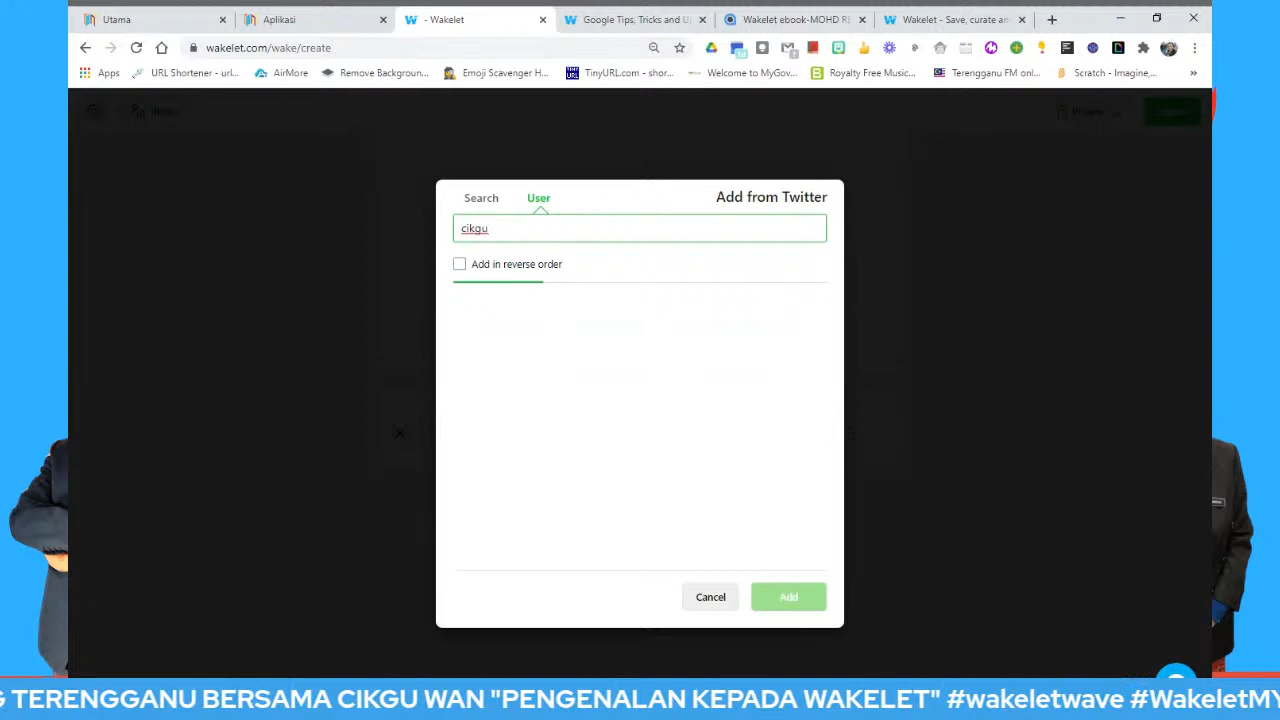 Utama
Aplikasi
- Wakelet
Google Tips, Tricks and U
Wakelet ebook-MOHD R
Wakelet - Save, curate an
wakelet.com/wake/create
Apps
URL Shortener - url...
AirMore
Remove Backgroun...
Emoji Scavenger H...
TinyURL.com - shor...
Welcome to MyGov...
Royalty Free Music...
Terengganu FM onl...
Scratch - Imagine,...
Search
User
Add from Twitter
cikgu
Add in reverse order
Cancel
Add
G TERENGGANU BERSAMA CIKGU WAN "PENGENALAN KEPADA WAKELET" #wakeletwave #WakeletMY